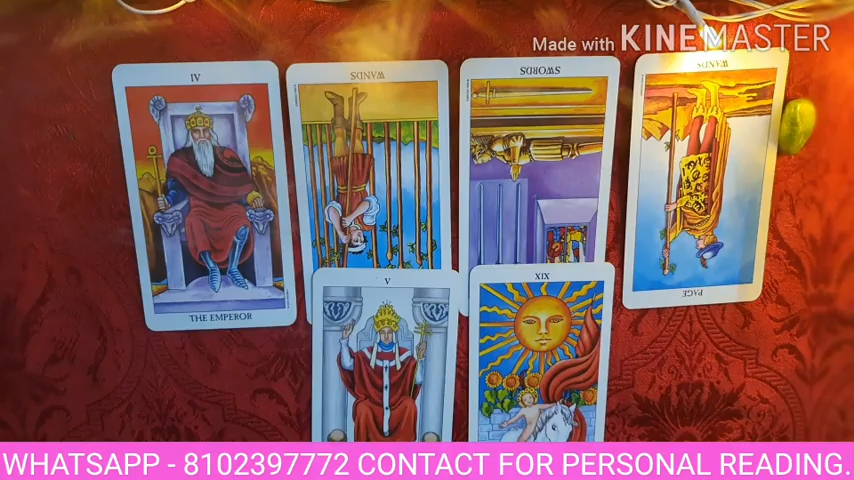 Made with KINEMASTER
IV
WANDS
SWORDS
WANDS
THE EMPEROR
V
XIX
PAGE
WHATSAPP - 8102397772 CONTACT FOR PERSONAL READING.